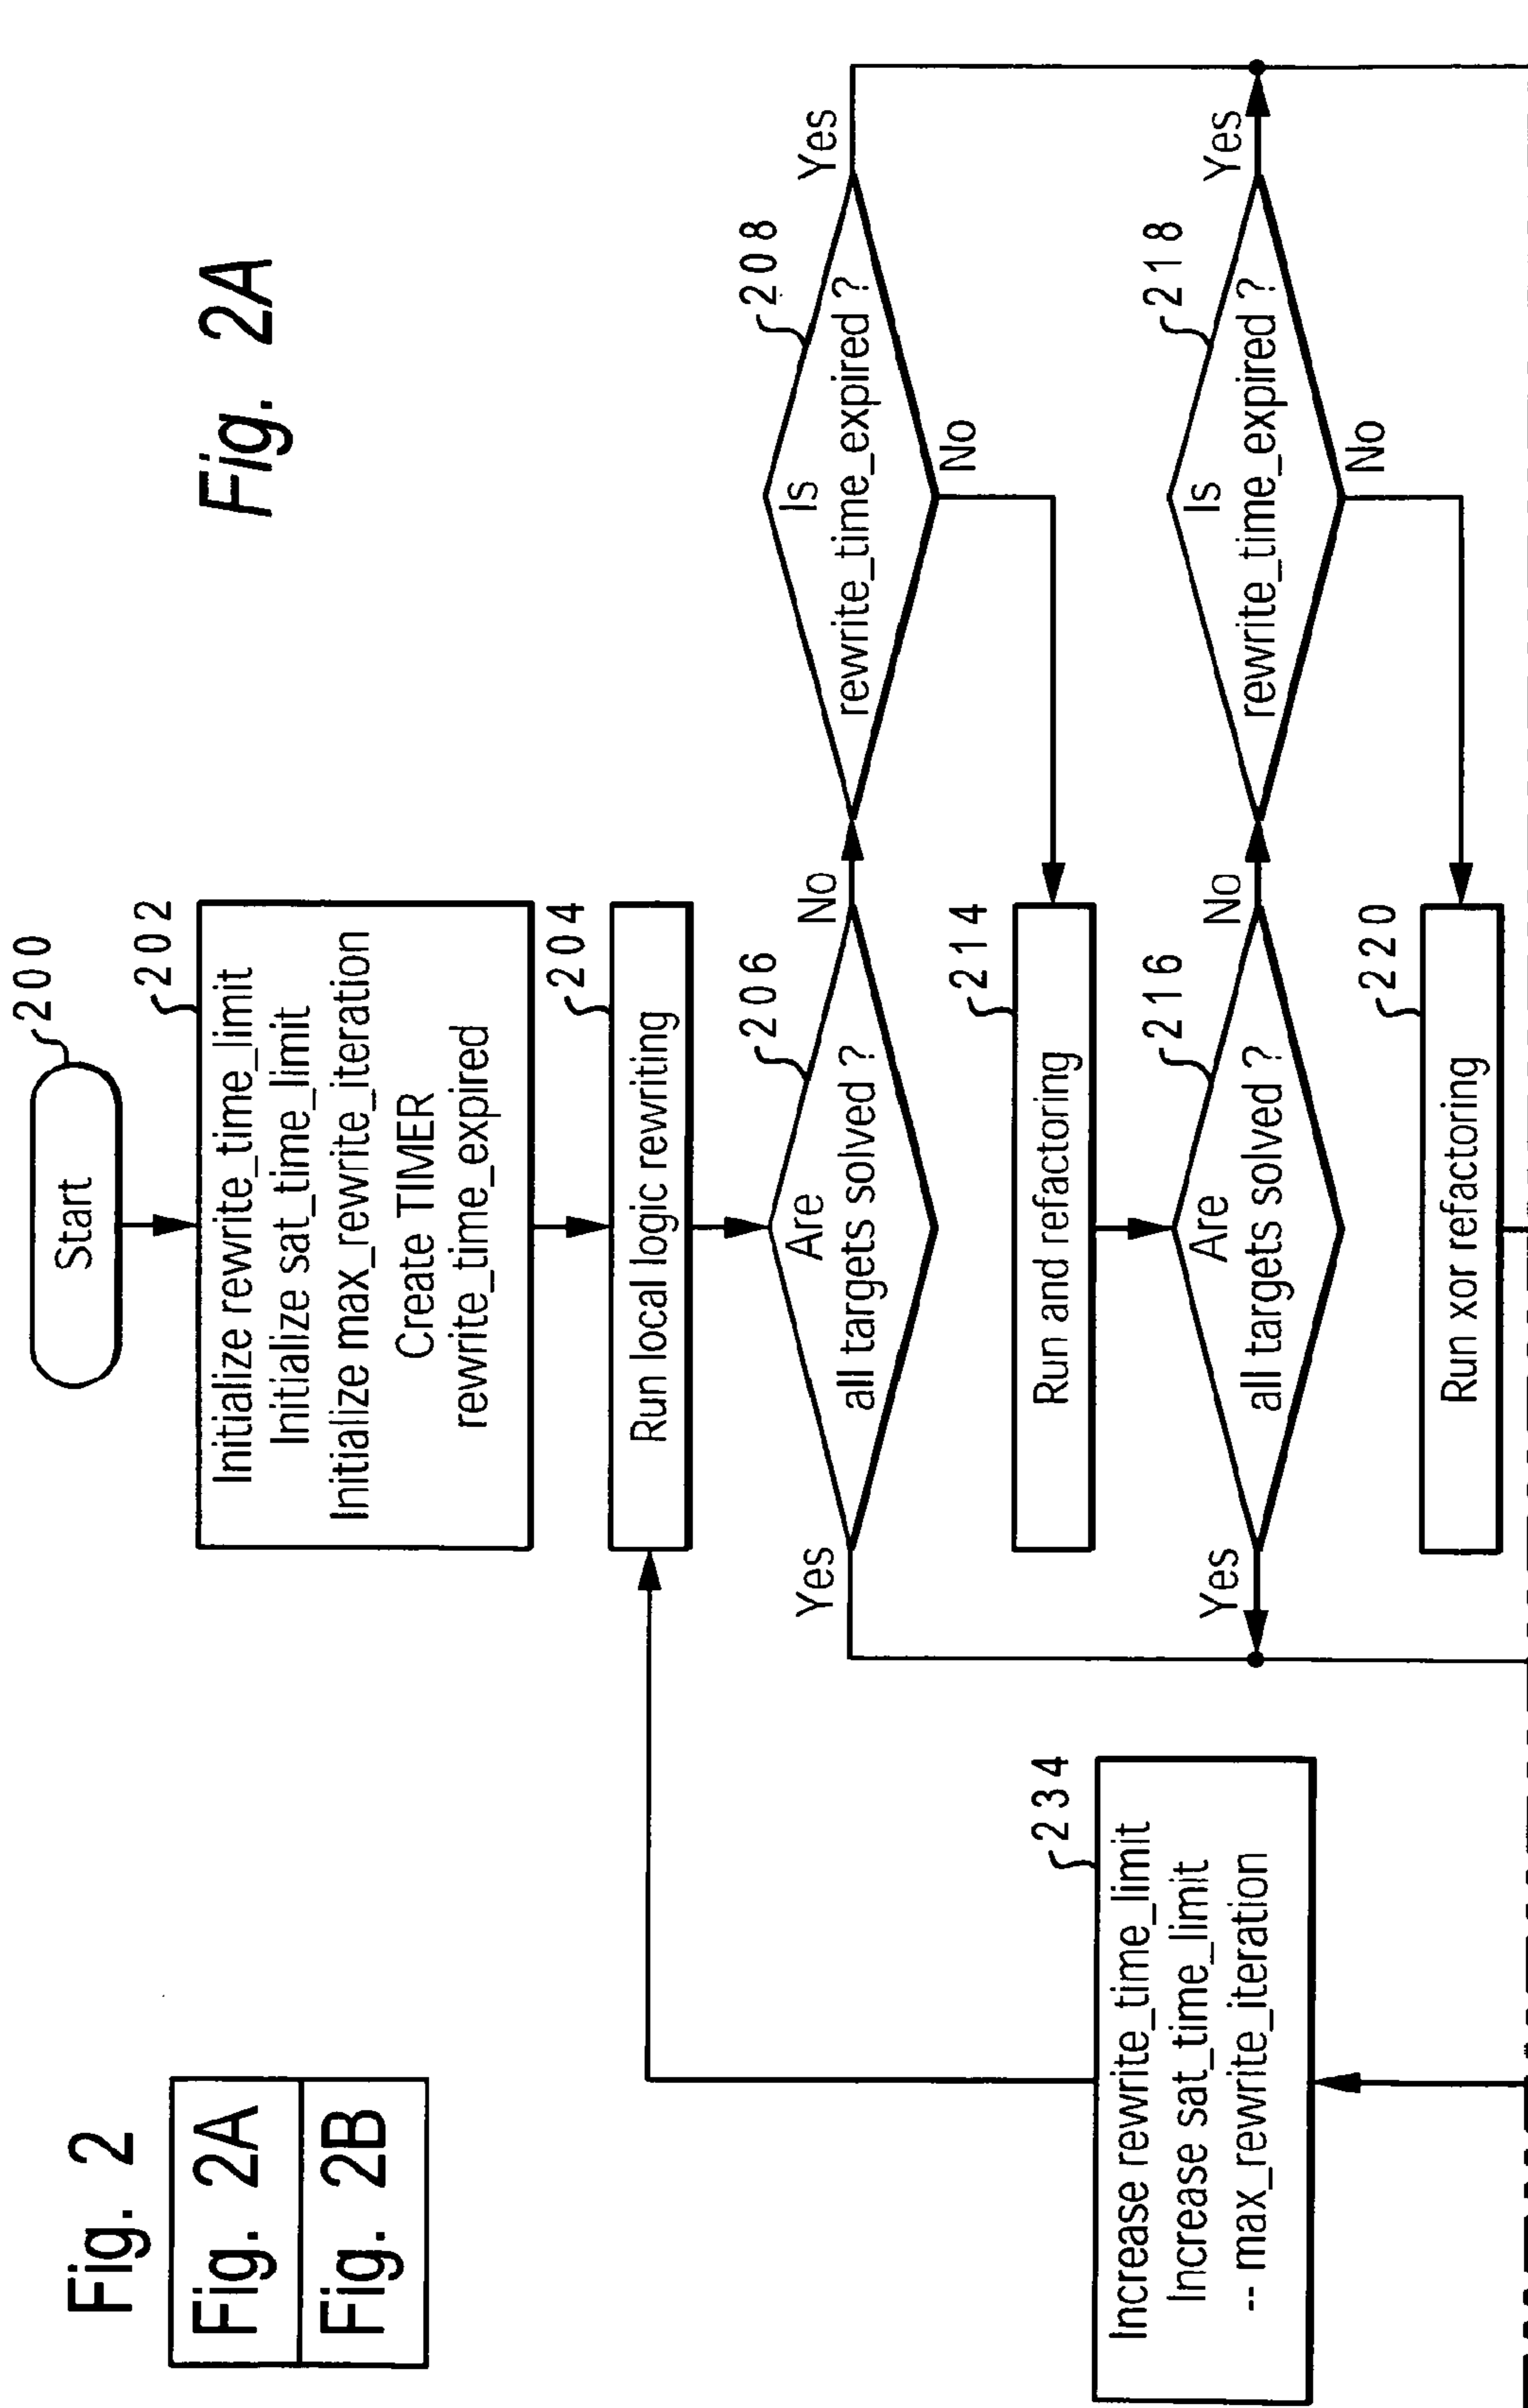 Fig. 2
Fig. 2A
Fig. 2B
Fig. 2A
Start
200
202
Initialize rewrite_time_limit
Initialize sat_time_limit
Initialize max_rewrite_iteration
Create TIMER
rewrite_time_expired
204
Run local logic rewriting
206
Are
all targets solved ?
Yes
No
208
Is
rewrite_time_expired ?
Yes
No
214
Run and refactoring
216
Are
all targets solved ?
Yes
No
218
Is
rewrite_time_expired ?
Yes
No
220
Run xor refactoring
234
Increase rewrite_time_limit
Increase sat_time_limit
-- max_rewrite_iteration